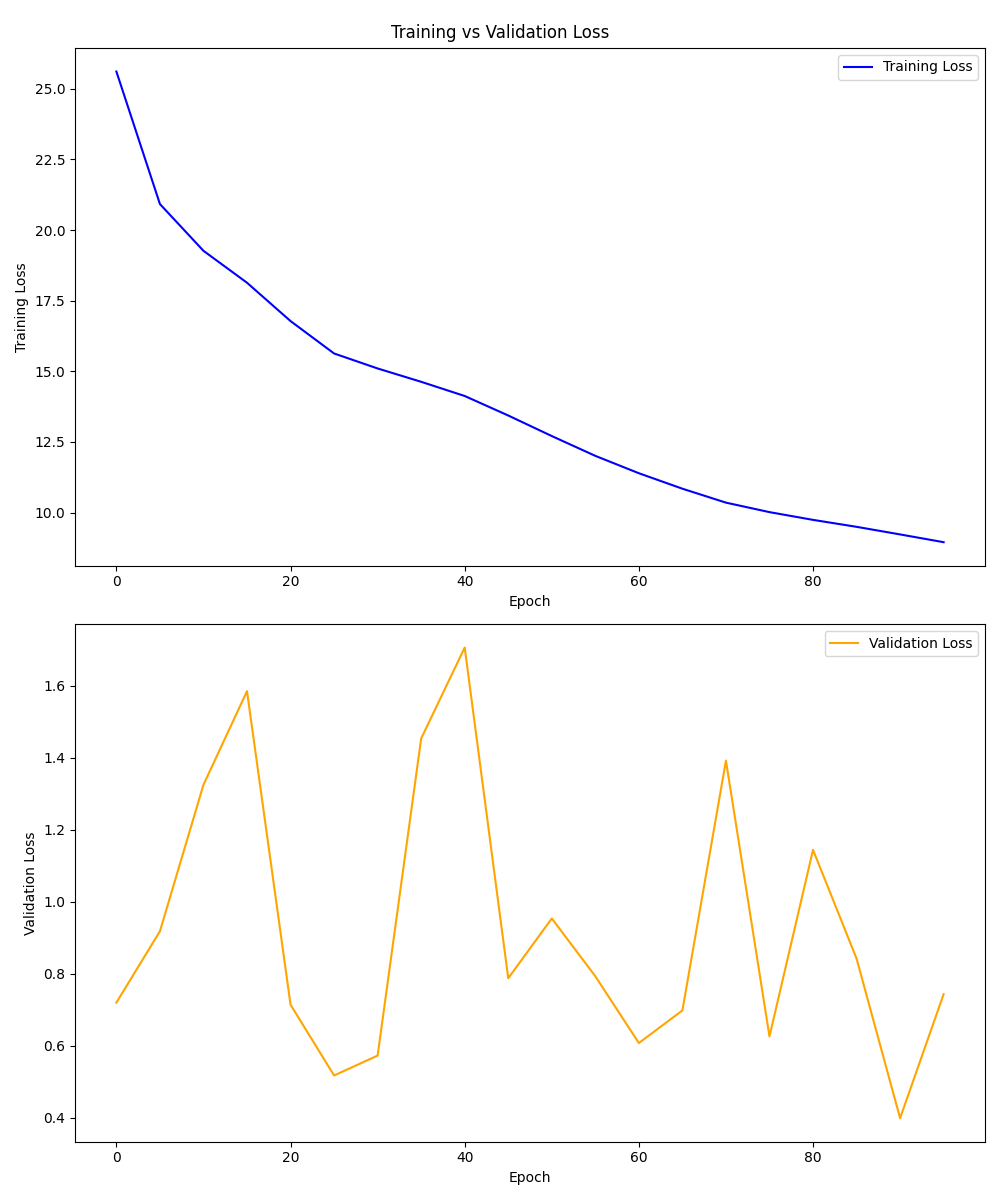 Training vs Validation Loss
Training Loss
25.0
22.5
20.0
17.5
15.0
12.5
10.0
Training Loss
0 20 40 60 80
Epoch
Validation Loss
1.6
1.4
1.2
1.0
0.8
0.6
0.4
Validation Loss
0 20 40 60 80
Epoch